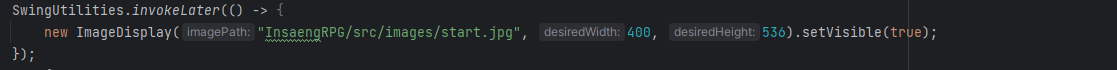 SwingUtilities.invokeLater(() -> {
    new ImageDisplay( imagePath: "InsaengRPG/src/images/start.jpg", desiredWidth: 400, desiredHeight: 536).setVisible(true);
});